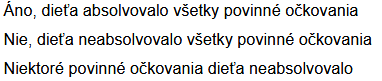 Áno, dieťa absolvovalo všetky povinné očkovania
Nie, dieťa neabsolvovalo všetky povinné očkovania
Niektoré povinné očkovania dieťa neabsolvovalo